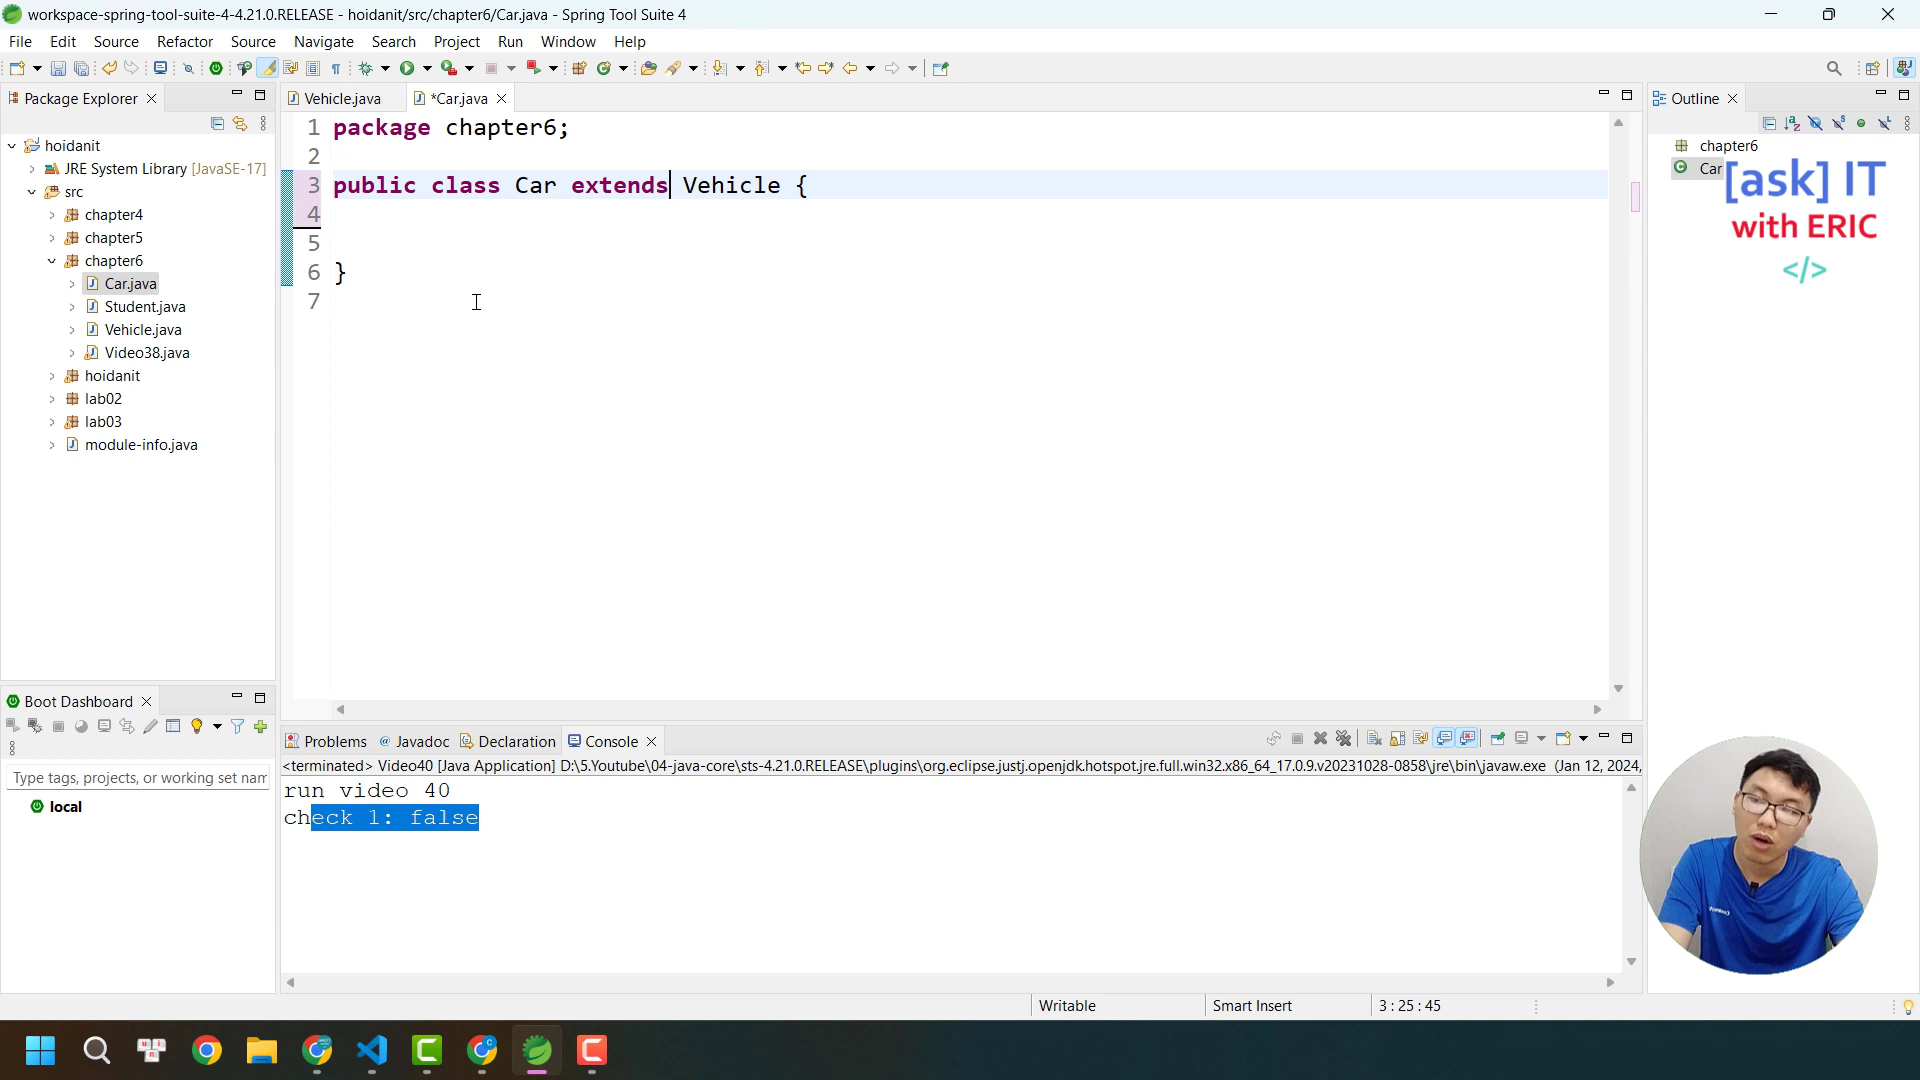 workspace-spring-tool-suite-4-4.21.0.RELEASE - hoidanit/src/chapter6/Car.java - Spring Tool Suite 4
File Edit Source Refactor Source Navigate Search Project Run Window Help
Package Explorer
hoidanit
JRE System Library [JavaSE-17]
src
chapter4
chapter5
chapter6
Car.java
Student.java
Vehicle.java
Video38.java
hoidanit
lab02
lab03
module-info.java
Vehicle.java
*Car.java
1 package chapter6;
2
3 public class Car extends Vehicle {
4
5
6 }
7
Outline
chapter6
Car
[ask] IT
with ERIC
</>
Boot Dashboard
Type tags, projects, or working set nam
local
Problems Javadoc Declaration Console
<terminated> Video40 [Java Application] D:\5.Youtube\04-java-core\sts-4.21.0.RELEASE\plugins\org.eclipse.justj.openjdk.hotspot.jre.full.win32.x86_64_17.0.9.v20231028-0858\jre\bin\javaw.exe (Jan 12, 2024,
run video 40
check 1: false
Writable
Smart Insert
3 : 25 : 45